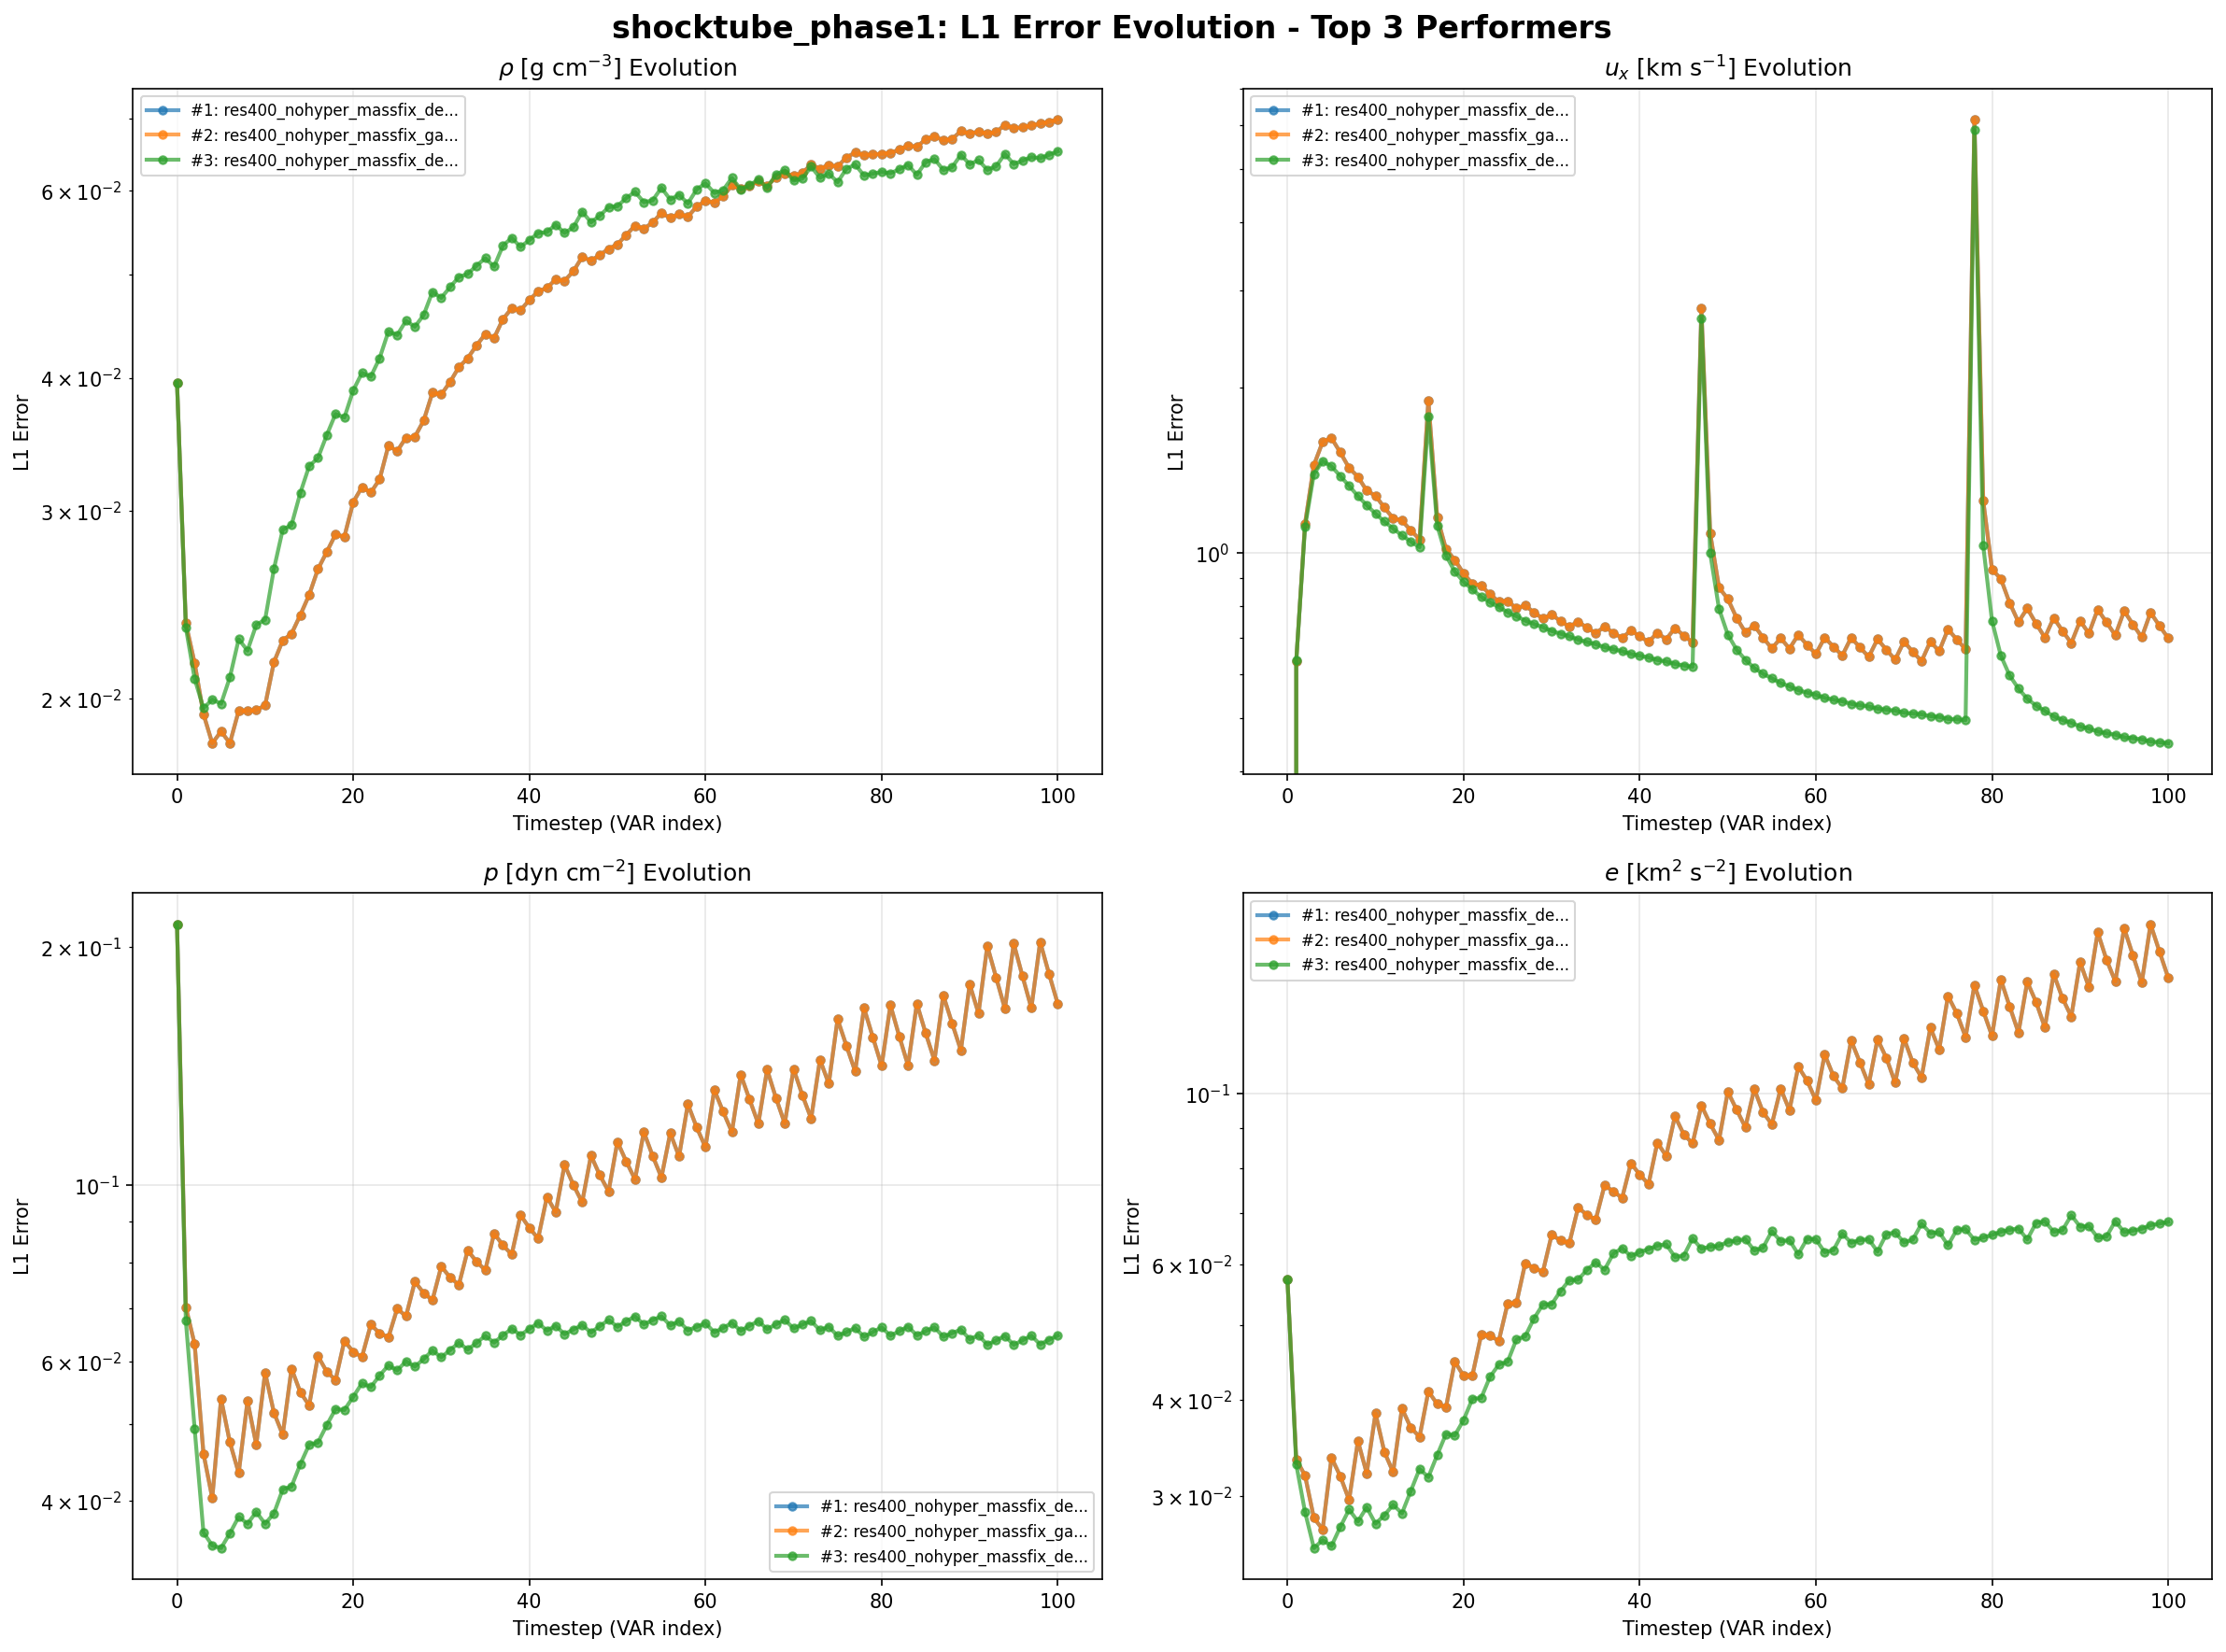 shocktube_phase1: L1 Error Evolution - Top 3 Performers
ρ [g cm⁻³] Evolution
L1 Error
6 × 10⁻²
4 × 10⁻²
3 × 10⁻²
2 × 10⁻²
#1: res400_nohyper_massfix_de...
#2: res400_nohyper_massfix_ga...
#3: res400_nohyper_massfix_de...
0 20 40 60 80 100
Timestep (VAR index)
uₓ [km s⁻¹] Evolution
L1 Error
10⁰
#1: res400_nohyper_massfix_de...
#2: res400_nohyper_massfix_ga...
#3: res400_nohyper_massfix_de...
0 20 40 60 80 100
Timestep (VAR index)
p [dyn cm⁻²] Evolution
L1 Error
2 × 10⁻¹
10⁻¹
6 × 10⁻²
4 × 10⁻²
#1: res400_nohyper_massfix_de...
#2: res400_nohyper_massfix_ga...
#3: res400_nohyper_massfix_de...
0 20 40 60 80 100
Timestep (VAR index)
e [km² s⁻²] Evolution
L1 Error
10⁻¹
6 × 10⁻²
4 × 10⁻²
3 × 10⁻²
#1: res400_nohyper_massfix_de...
#2: res400_nohyper_massfix_ga...
#3: res400_nohyper_massfix_de...
0 20 40 60 80 100
Timestep (VAR index)